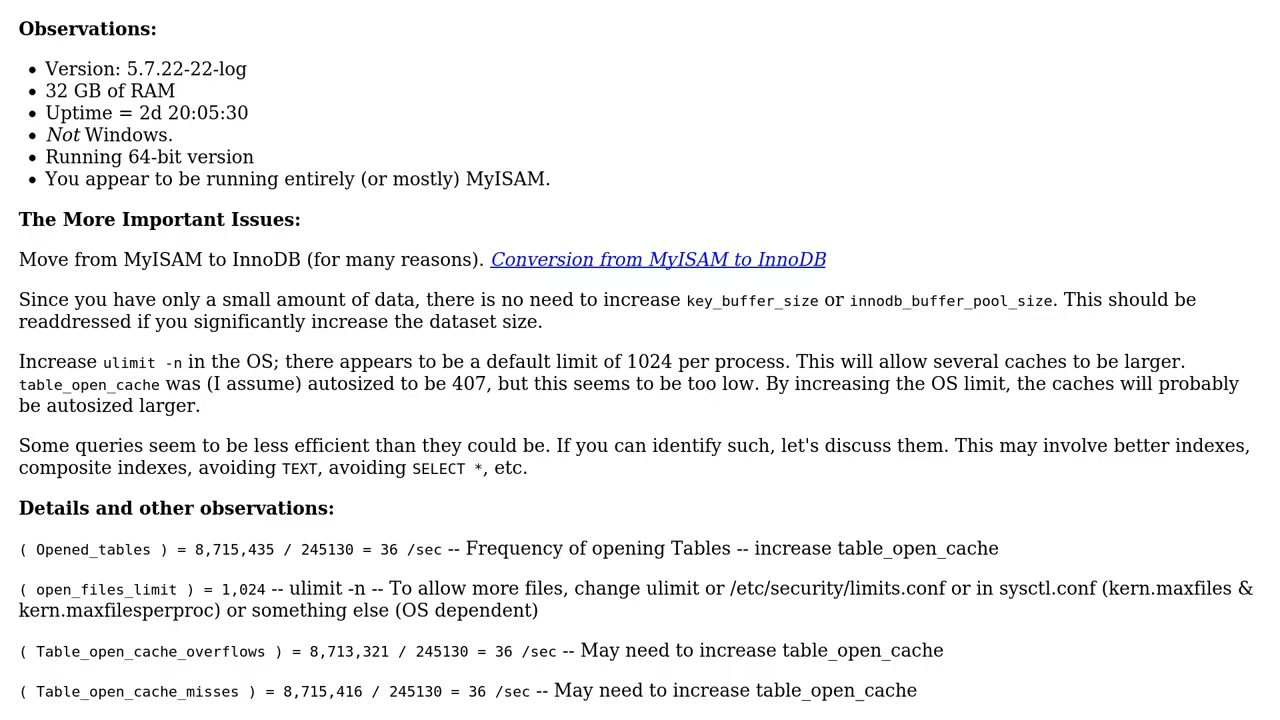 Observations:
• Version: 5.7.22-22-log
• 32 GB of RAM
• Uptime = 2d 20:05:30
• Not Windows.
• Running 64-bit version
• You appear to be running entirely (or mostly) MyISAM.
The More Important Issues:
Move from MyISAM to InnoDB (for many reasons). Conversion from MyISAM to InnoDB
Since you have only a small amount of data, there is no need to increase key_buffer_size or innodb_buffer_pool_size. This should be
readdressed if you significantly increase the dataset size.
Increase ulimit -n in the OS; there appears to be a default limit of 1024 per process. This will allow several caches to be larger.
table_open_cache was (I assume) autosized to be 407, but this seems to be too low. By increasing the OS limit, the caches will probably
be autosized larger.
Some queries seem to be less efficient than they could be. If you can identify such, let's discuss them. This may involve better indexes,
composite indexes, avoiding TEXT, avoiding SELECT *, etc.
Details and other observations:
( Opened_tables ) = 8,715,435 / 245130 = 36 /sec -- Frequency of opening Tables -- increase table_open_cache
( open_files_limit ) = 1,024 -- ulimit -n -- To allow more files, change ulimit or /etc/security/limits.conf or in sysctl.conf (kern.maxfiles &
kern.maxfilesperproc) or something else (OS dependent)
( Table_open_cache_overflows ) = 8,713,321 / 245130 = 36 /sec -- May need to increase table_open_cache
( Table_open_cache_misses ) = 8,715,416 / 245130 = 36 /sec -- May need to increase table_open_cache